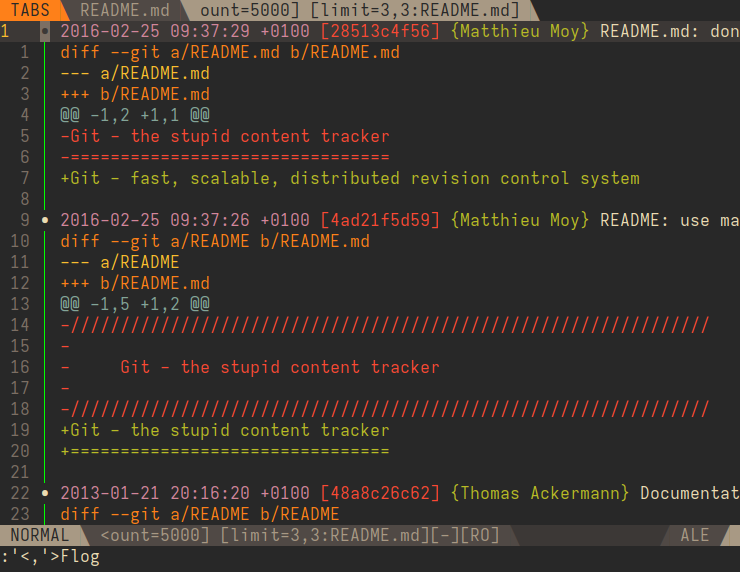 TABS README.md ount=5000] [limit=3,3:README.md]
1 • 2016-02-25 09:37:29 +0100 [28513c4f56] {Matthieu Moy} README.md: don
1 diff --git a/README.md b/README.md
2 --- a/README.md
3 +++ b/README.md
4 @@ -1,2 +1,1 @@
5 -Git - the stupid content tracker
6 -================================
7 +Git - fast, scalable, distributed revision control system
8
9 • 2016-02-25 09:37:26 +0100 [4ad21f5d59] {Matthieu Moy} README: use ma
10 diff --git a/README b/README.md
11 --- a/README
12 +++ b/README.md
13 @@ -1,5 +1,2 @@
14 -////////////////////////////////////////////////////////////////
15 -
16 -     Git - the stupid content tracker
17 -
18 -////////////////////////////////////////////////////////////////
19 +Git - the stupid content tracker
20 +================================
21
22 • 2013-01-21 20:16:20 +0100 [48a8c26c62] {Thomas Ackermann} Documentat
23 diff --git a/README b/README
NORMAL <ount=5000] [limit=3,3:README.md][-][RO] ALE
:'<,'>Flog